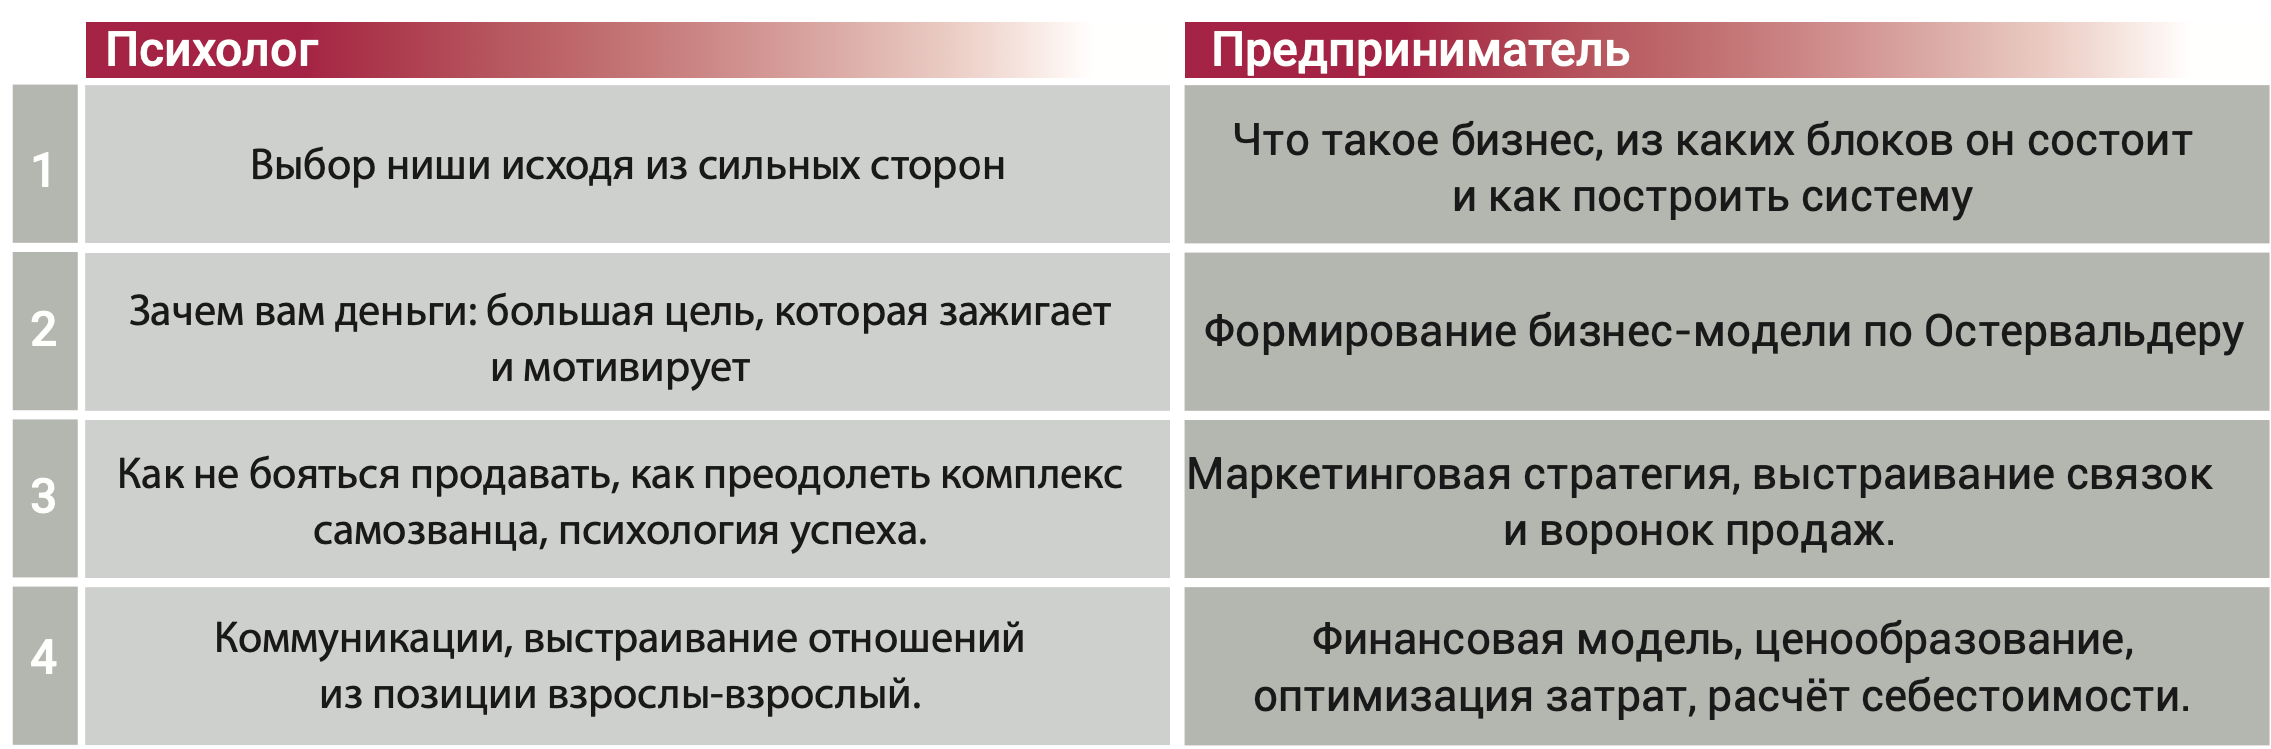 Психолог
Предприниматель
1
Выбор ниши исходя из сильных сторон
Что такое бизнес, из каких блоков он состоит
и как построить систему
2
Зачем вам деньги: большая цель, которая зажигает
и мотивирует
Формирование бизнес-модели по Остервальдеру
3
Как не бояться продавать, как преодолеть комплекс
самозванца, психология успеха.
Маркетинговая стратегия, выстраивание связок
и воронок продаж.
4
Коммуникации, выстраивание отношений
из позиции взрослы-взрослый.
Финансовая модель, ценообразование,
оптимизация затрат, расчёт себестоимости.